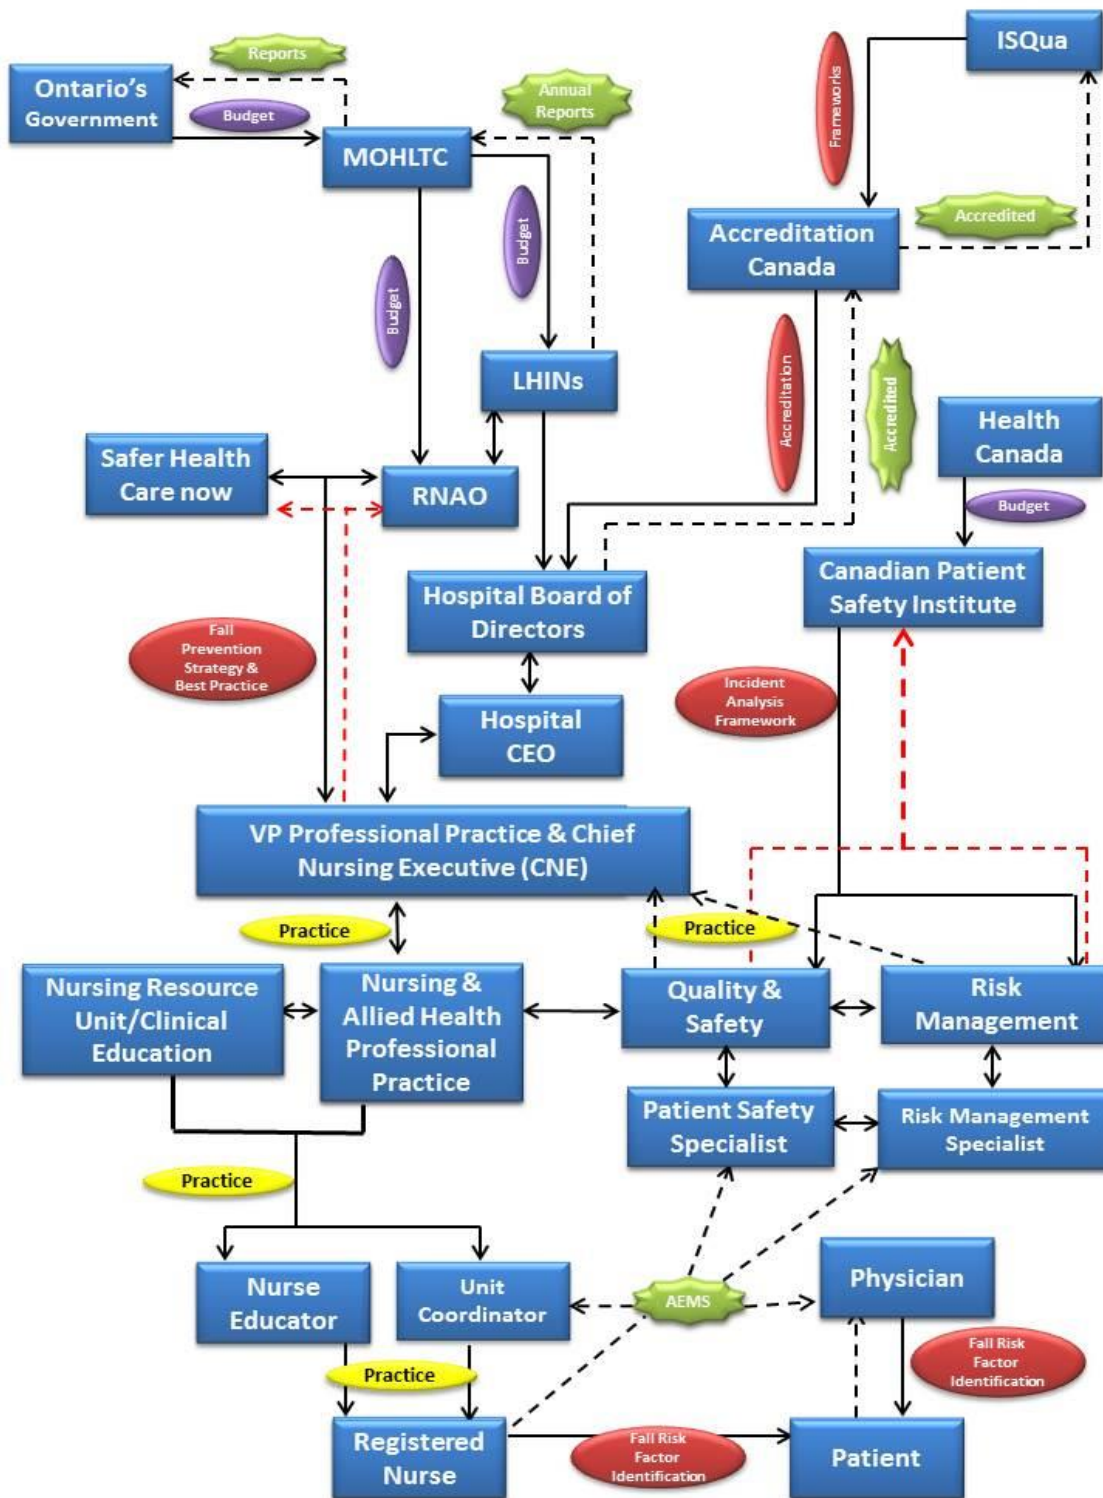 Reports
ISQua
Ontario's
Government
Budget
Annual
Reports
Frameworks
MOHLTC
Budget
Accreditation
Canada
Accredited
Budget
LHINs
Accreditation
Accredited
Health
Canada
Safer Health
Care now
RNAO
Budget
Hospital Board of
Directors
Canadian Patient
Safety Institute
Fall
Prevention
Strategy &
Best Practice
Incident
Analysis
Framework
Hospital
CEO
VP Professional Practice & Chief
Nursing Executive (CNE)
Practice
Practice
Nursing Resource
Unit/Clinical
Education
Nursing &
Allied Health
Professional
Practice
Quality &
Safety
Risk
Management
Patient Safety
Specialist
Risk Management
Specialist
Practice
Nurse
Educator
Unit
Coordinator
AEMS
Physician
Practice
Fall Risk
Factor
Identification
Registered
Nurse
Fall Risk
Factor
Identification
Patient